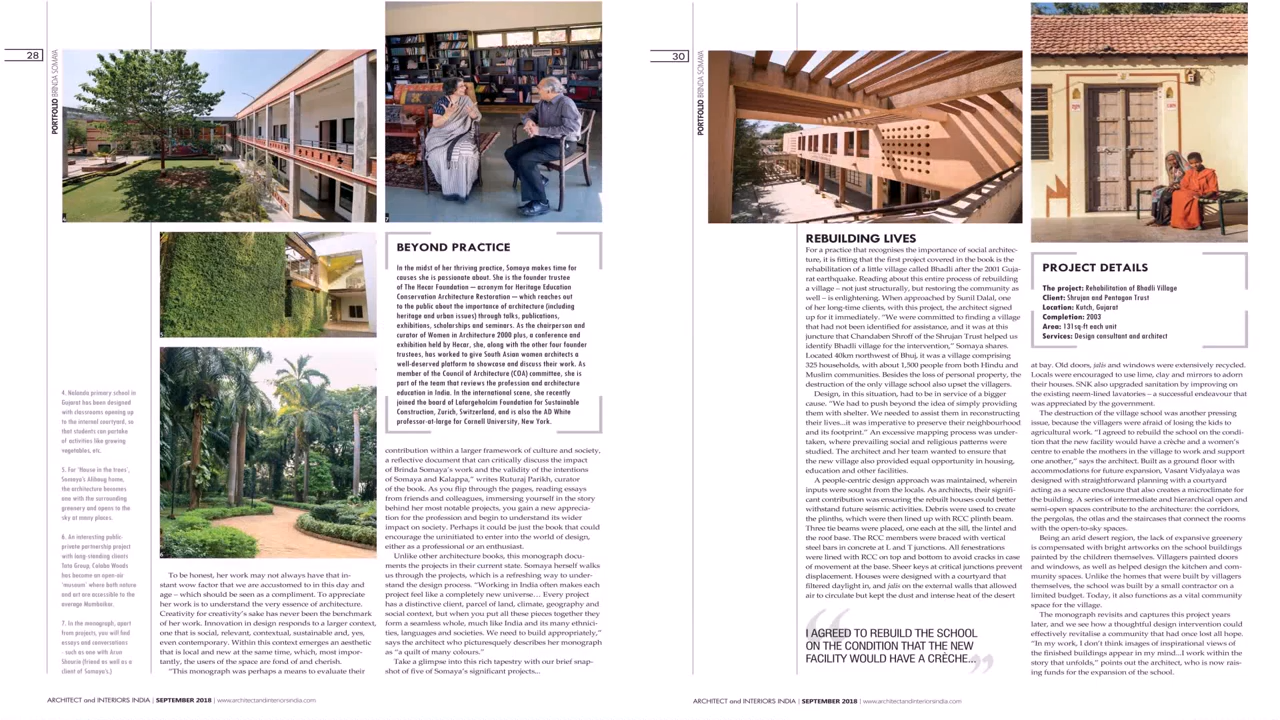 28
PORTFOLIO BRINDA SOMAYA
7
BEYOND PRACTICE
In the midst of her thriving practice, Somaya makes time for
causes she is passionate about. She is the founder trustee
of The Hecar Foundation — acronym for Heritage Education
Conservation Architecture Restoration — which reaches out
to the public about the importance of architecture (including
heritage and urban issues) through talks, publications,
exhibitions, scholarships and seminars. As the chairperson and
curator of Women in Architecture 2000 plus, a conference and
exhibition held by Hecar, she, along with the other four founder
trustees, has worked to give South Asian women architects a
well-deserved platform to showcase and discuss their work. As
member of the Council of Architecture (COA) committee, she is
part of the team that reviews the profession and architecture
education in India. In the international scene, she recently
joined the board of Lafargeholcim Foundation for Sustainable
Construction, Zurich, Switzerland, and is also the AD White
professor-at-large for Cornell University, New York.
4. Nalanda primary school in
Gujarat has been designed
with classrooms opening up
to the internal courtyard, so
that students can partake
of activities like growing
vegetables, etc.
5. For 'House in the trees',
Somaya's Alibaug home,
the architecture becomes
one with the surrounding
greenery and opens to the
sky at many places.
6. An interesting public
private partnership project
with long-standing clients
Tata Group, Colaba Woods
has become an open-air
'museum' where both nature
and art are accessible to the
average Mumbaikar.
7. In the monograph, apart
from projects, you will find
essays and conversations
- such as one with Arun
Shourie (friend as well as a
client of Somaya's.)
To be honest, her work may not always have that in-
stant wow factor that we are accustomed to in this day and
age – which should be seen as a compliment. To appreciate
her work is to understand the very essence of architecture.
Creativity for creativity's sake has never been the benchmark
of her work. Innovation in design responds to a larger context,
one that is social, relevant, contextual, sustainable and, yes,
even contemporary. Within this context emerges an aesthetic
that is local and new at the same time, which, most impor-
tantly, the users of the space are fond of and cherish.
"This monograph was perhaps a means to evaluate their
contribution within a larger framework of culture and society,
a reflective document that can critically discuss the impact
of Brinda Somaya's work and the validity of the intentions
of Somaya and Kalappa," writes Ruturaj Parikh, curator
of the book. As you flip through the pages, reading essays
from friends and colleagues, immersing yourself in the story
behind her most notable projects, you gain a new apprecia-
tion for the profession and begin to understand its wider
impact on society. Perhaps it could be just the book that could
encourage the uninitiated to enter into the world of design,
either as a professional or an enthusiast.
Unlike other architecture books, this monograph docu-
ments the projects in their current state. Somaya herself walks
us through the projects, which is a refreshing way to under-
stand the design process. "Working in India often makes each
project feel like a completely new universe… Every project
has a distinctive client, parcel of land, climate, geography and
social context, but when you put all these pieces together they
form a seamless whole, much like India and its many ethnici-
ties, languages and societies. We need to build appropriately,"
says the architect who picturesquely describes her monograph
as "a quilt of many colours."
Take a glimpse into this rich tapestry with our brief snap-
shot of five of Somaya's significant projects...
ARCHITECT and INTERIORS INDIA | SEPTEMBER 2018 | www.architectandinteriorsindia.com
30
PORTFOLIO BRINDA SOMAYA
REBUILDING LIVES
For a practice that recognises the importance of social architec-
ture, it is fitting that the first project covered in the book is the
rehabilitation of a little village called Bhadli after the 2001 Guja-
rat earthquake. Reading about this entire process of rebuilding
a village – not just structurally, but restoring the community as
well – is enlightening. When approached by Sunil Dalal, one
of her long-time clients, with this project, the architect signed
up for it immediately. "We were committed to finding a village
that had not been identified for assistance, and it was at this
juncture that Chandaben Shroff of the Shrujan Trust helped us
identify Bhadli village for the intervention," Somaya shares.
Located 40km northwest of Bhuj, it was a village comprising
325 households, with about 1,500 people from both Hindu and
Muslim communities. Besides the loss of personal property, the
destruction of the only village school also upset the villagers.
Design, in this situation, had to be in service of a bigger
cause. "We had to push beyond the idea of simply providing
them with shelter. We needed to assist them in reconstructing
their lives...it was imperative to preserve their neighbourhood
and its footprint." An excessive mapping process was under-
taken, where prevailing social and religious patterns were
studied. The architect and her team wanted to ensure that
the new village also provided equal opportunity in housing,
education and other facilities.
A people-centric design approach was maintained, wherein
inputs were sought from the locals. As architects, their signifi-
cant contribution was ensuring the rebuilt houses could better
withstand future seismic activities. Debris were used to create
the plinths, which were then lined up with RCC plinth beam.
Three tie beams were placed, one each at the sill, the lintel and
the roof base. The RCC members were braced with vertical
steel bars in concrete at L and T junctions. All fenestrations
were lined with RCC on top and bottom to avoid cracks in case
of movement at the base. Sheer keys at critical junctions prevent
displacement. Houses were designed with a courtyard that
filtered daylight in, and jalis on the external walls that allowed
air to circulate but kept the dust and intense heat of the desert
I AGREED TO REBUILD THE SCHOOL
ON THE CONDITION THAT THE NEW
FACILITY WOULD HAVE A CRÈCHE...
PROJECT DETAILS
The project: Rehabilitation of Bhadli Village
Client: Shrujan and Pentagon Trust
Location: Kutch, Gujarat
Completion: 2003
Area: 131sq-ft each unit
Services: Design consultant and architect
at bay. Old doors, jalis and windows were extensively recycled.
Locals were encouraged to use lime, clay and mirrors to adorn
their houses. SNK also upgraded sanitation by improving on
the existing neem-lined lavatories – a successful endeavour that
was appreciated by the government.
The destruction of the village school was another pressing
issue, because the villagers were afraid of losing the kids to
agricultural work. "I agreed to rebuild the school on the condi-
tion that the new facility would have a crèche and a women's
centre to enable the mothers in the village to work and support
one another," says the architect. Built as a ground floor with
accommodations for future expansion, Vasant Vidyalaya was
designed with straightforward planning with a courtyard
acting as a secure enclosure that also creates a microclimate for
the building. A series of intermediate and hierarchical open and
semi-open spaces contribute to the architecture: the corridors,
the pergolas, the otlas and the staircases that connect the rooms
with the open-to-sky spaces.
Being an arid desert region, the lack of expansive greenery
is compensated with bright artworks on the school buildings
painted by the children themselves. Villagers painted doors
and windows, as well as helped design the kitchen and com-
munity spaces. Unlike the homes that were built by villagers
themselves, the school was built by a small contractor on a
limited budget. Today, it also functions as a vital community
space for the village.
The monograph revisits and captures this project years
later, and we see how a thoughtful design intervention could
effectively revitalise a community that had once lost all hope.
"In my work, I don't think images of inspirational views of
the finished buildings appear in my mind...I work within the
story that unfolds," points out the architect, who is now rais-
ing funds for the expansion of the school.
ARCHITECT and INTERIORS INDIA | SEPTEMBER 2018 | www.architectandinteriorsindia.com